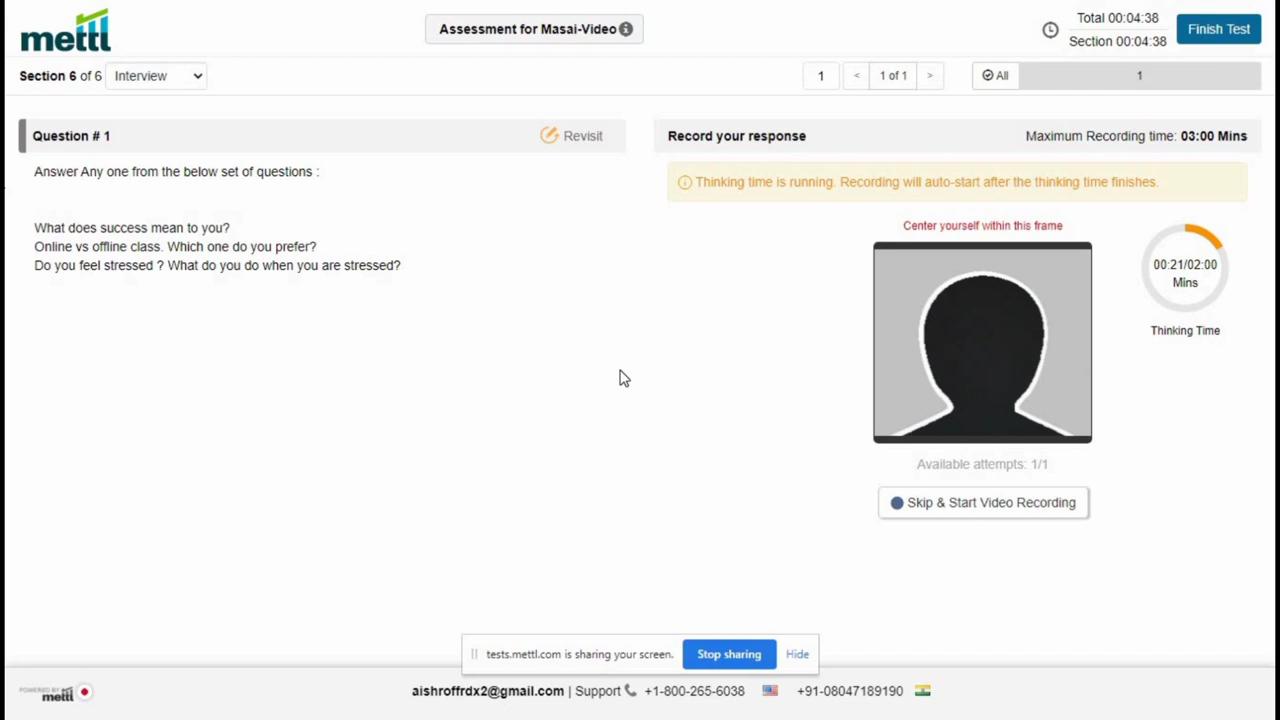 mettl
Assessment for Masai-Video
Total 00:04:38
Section 00:04:38
Finish Test
Section 6 of 6
Interview
1
<
1 of 1
>
All
1
Question # 1
Revisit
Answer Any one from the below set of questions :
What does success mean to you?
Online vs offline class. Which one do you prefer?
Do you feel stressed ? What do you do when you are stressed?
Record your response
Maximum Recording time: 03:00 Mins
Thinking time is running. Recording will auto-start after the thinking time finishes.
Center yourself within this frame
00:21/02:00
Mins
Thinking Time
Available attempts: 1/1
Skip & Start Video Recording
tests.mettl.com is sharing your screen.
Stop sharing
Hide
POWERED BY
mettl
aishroffrdx2@gmail.com | Support +1-800-265-6038 +91-08047189190